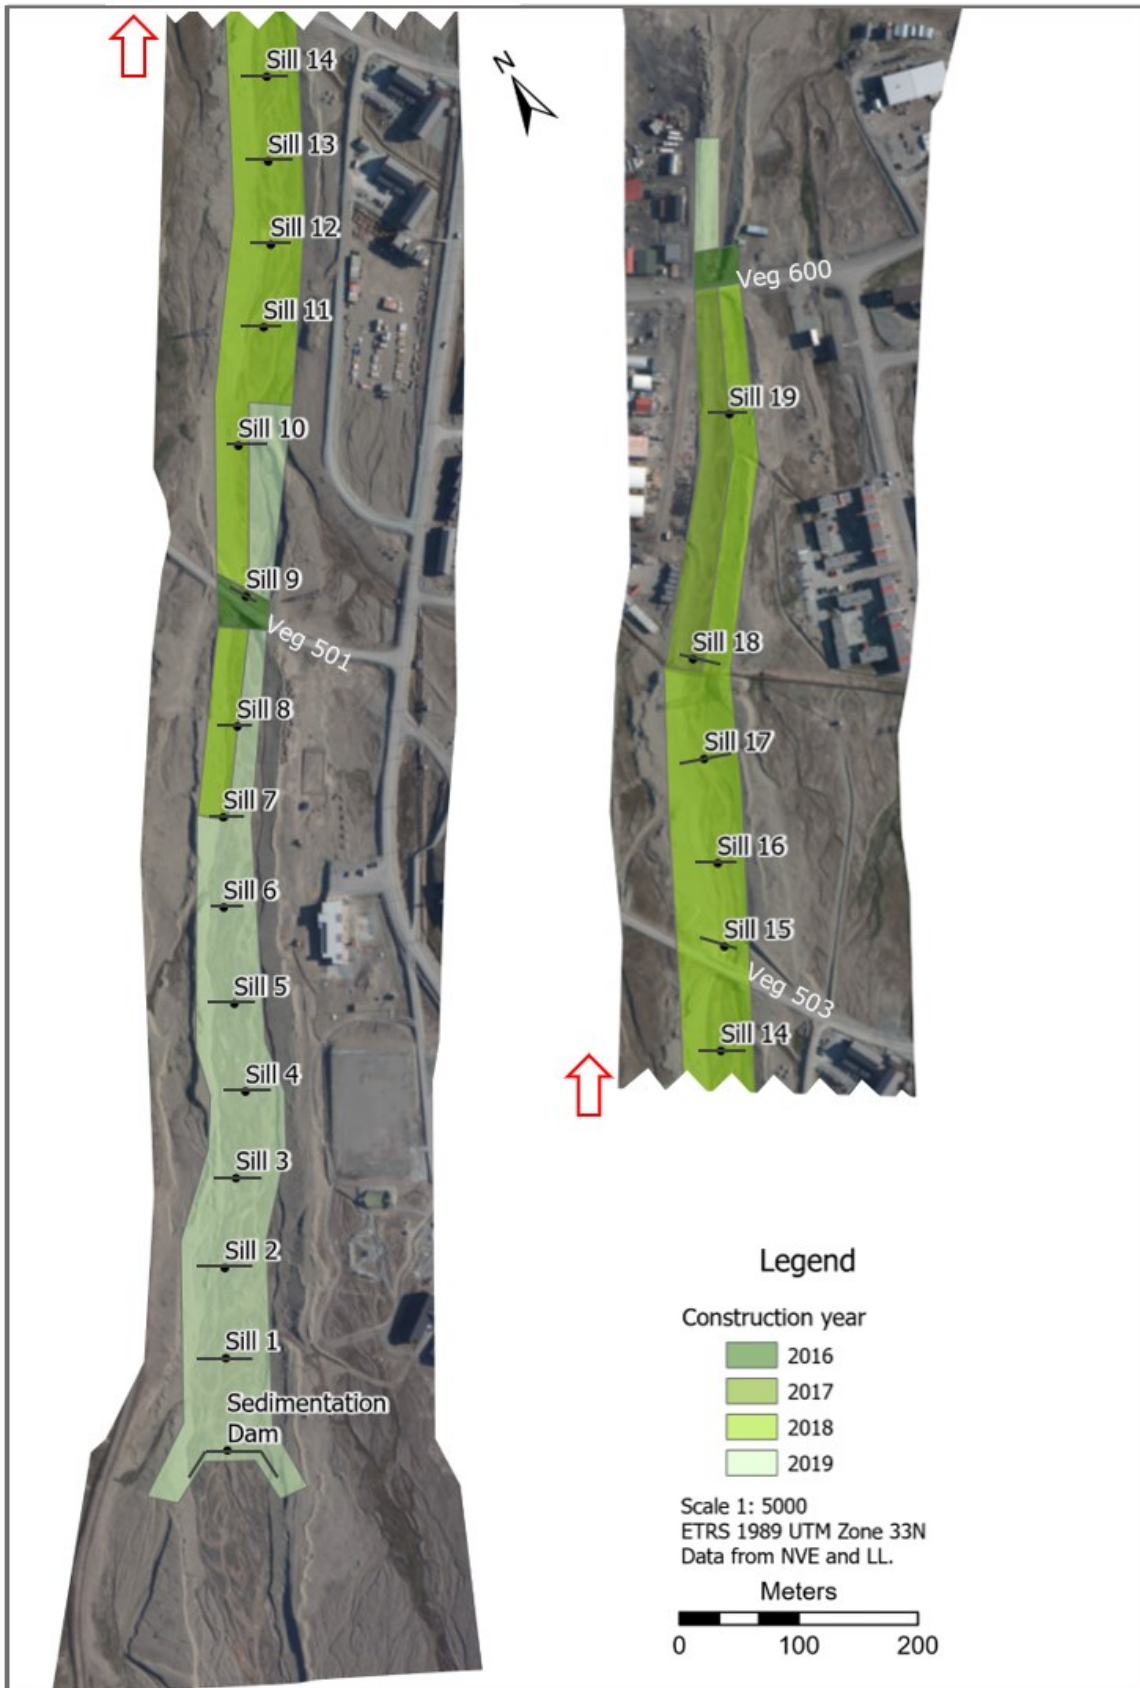 Sill 14
Sill 13
Sill 12
Sill 11
Sill 10
Sill 9
Veg 501
Sill 8
Sill 7
Sill 6
Sill 5
Sill 4
Sill 3
Sill 2
Sill 1
Sedimentation
Dam
N
Veg 600
Sill 19
Sill 18
Sill 17
Sill 16
Sill 15
Veg 503
Sill 14
Legend
Construction year
2016
2017
2018
2019
Scale 1: 5000
ETRS 1989 UTM Zone 33N
Data from NVE and LL.
Meters
0 100 200